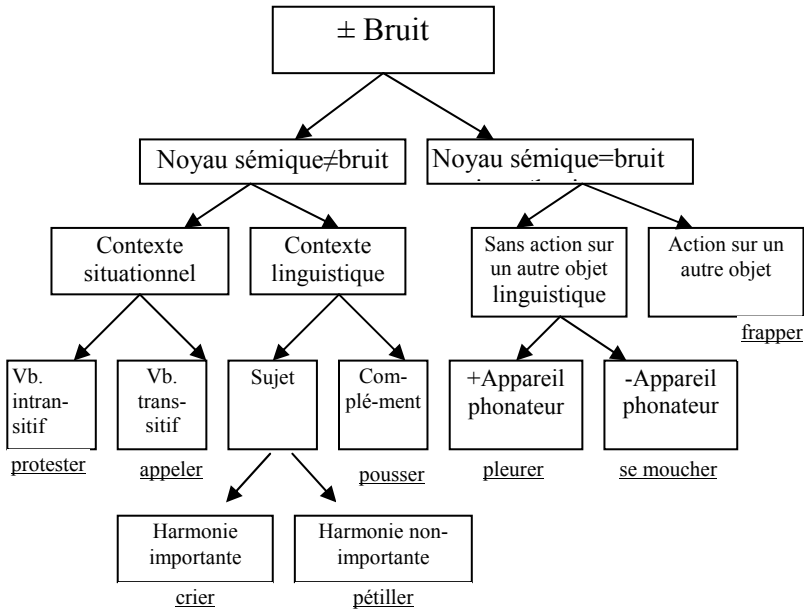 ± Bruit
Noyau sémique≠bruit
Noyau sémique=bruit
Contexte
situationnel
Contexte
linguistique
Sans action sur
un autre objet
linguistique
Action sur un
autre objet
frapper
Vb.
intran-
sitif
protester
Vb.
trans-
sitif
appeler
Sujet
Com-
plé-ment
pousser
+Appareil
phonateur
pleurer
-Appareil
phonateur
se moucher
Harmonie
importante
crier
Harmonie non-
importante
pétiller